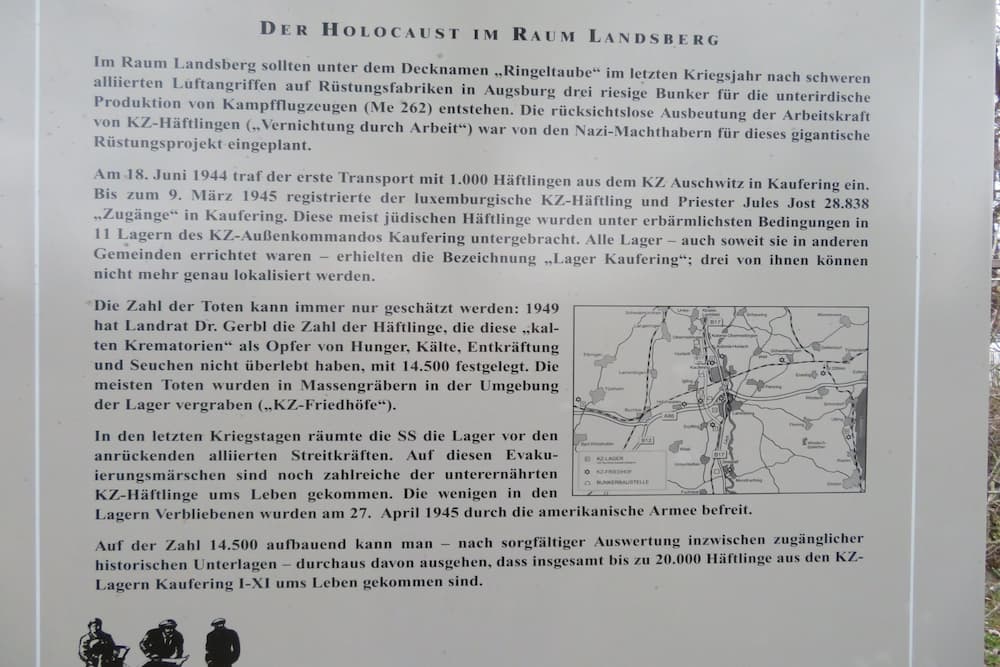 DER HOLOCAUST IM RAUM LANDSBERG
Im Raum Landsberg sollten unter dem Decknamen „Ringeltaube“ im letzten Kriegsjahr nach schweren
alliierten Luftangriffen auf Rüstungsfabriken in Augsburg drei riesige Bunker für die unterirdische
Produktion von Kampfflugzeugen (Me 262) entstehen. Die rücksichtslose Ausbeutung der Arbeitskraft
von KZ-Häftlingen („Vernichtung durch Arbeit“) war von den Nazi-Machthabern für dieses gigantische
Rüstungsprojekt eingeplant.
Am 18. Juni 1944 traf der erste Transport mit 1.000 Häftlingen aus dem KZ Auschwitz in Kaufering ein.
Bis zum 9. März 1945 registrierte der luxemburgische KZ-Häftling und Priester Jules Jost 28.838
„Zugänge“ in Kaufering. Diese meist jüdischen Häftlinge wurden unter erbärmlichsten Bedingungen in
11 Lagern des KZ-Außenkommandos Kaufering untergebracht. Alle Lager – auch soweit sie in anderen
Gemeinden errichtet waren – erhielten die Bezeichnung „Lager Kaufering“; drei von ihnen können
nicht mehr genau lokalisiert werden.
Die Zahl der Toten kann immer nur geschätzt werden: 1949
hat Landrat Dr. Gerbl die Zahl der Häftlinge, die diese „kal-
ten Krematorien“ als Opfer von Hunger, Kälte, Entkräftung
und Seuchen nicht überlebt haben, mit 14.500 festgelegt. Die
meisten Toten wurden in Massengräbern in der Umgebung
der Lager vergraben („KZ-Friedhöfe“).
In den letzten Kriegstagen räumte die SS die Lager vor den
anrückenden alliierten Streitkräften. Auf diesen Evaku-
ierungsmärschen sind noch zahlreiche der unterernährten
KZ-Häftlinge ums Leben gekommen. Die wenigen in den
Lagern Verbliebenen wurden am 27. April 1945 durch die amerikanische Armee befreit.
Auf der Zahl 14.500 aufbauend kann man – nach sorgfältiger Auswertung inzwischen zugänglicher
historischen Unterlagen – durchaus davon ausgehen, dass insgesamt bis zu 20.000 Häftlinge aus den KZ-
Lagern Kaufering I-XI ums Leben gekommen sind.
B17
A96
B12
B17
Landsberg
Penzing
KZ-LAGER
KZ-FRIEDHOF
BUNKERBAUSTELLE